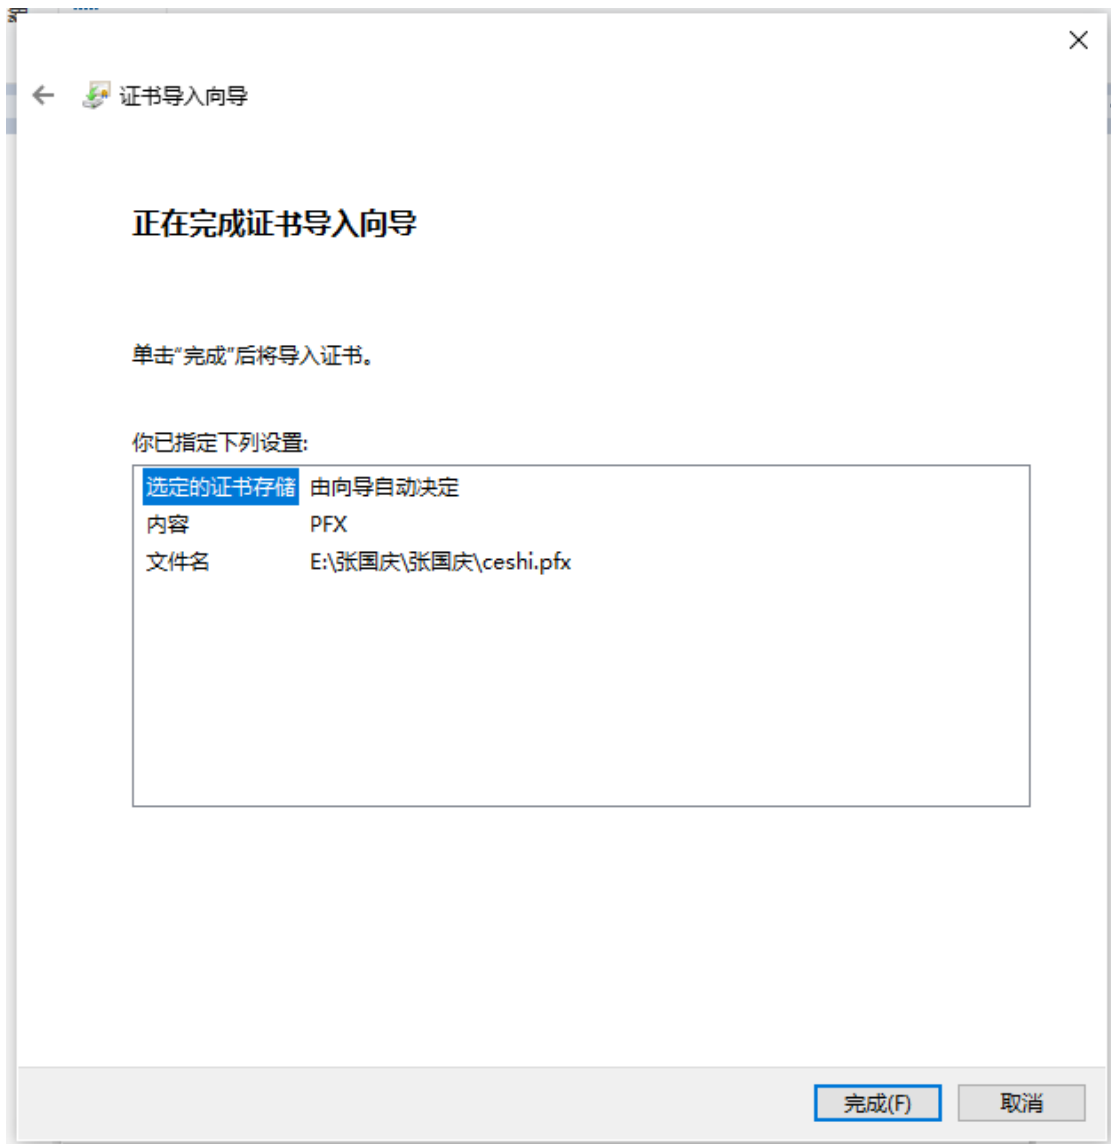 证书导入向导
正在完成证书导入向导
单击“完成”后将导入证书。
你已指定下列设置:
选定的证书存储 由向导自动决定
内容 PFX
文件名 E:\张国庆\张国庆\ceshi.pfx
完成(F) 取消